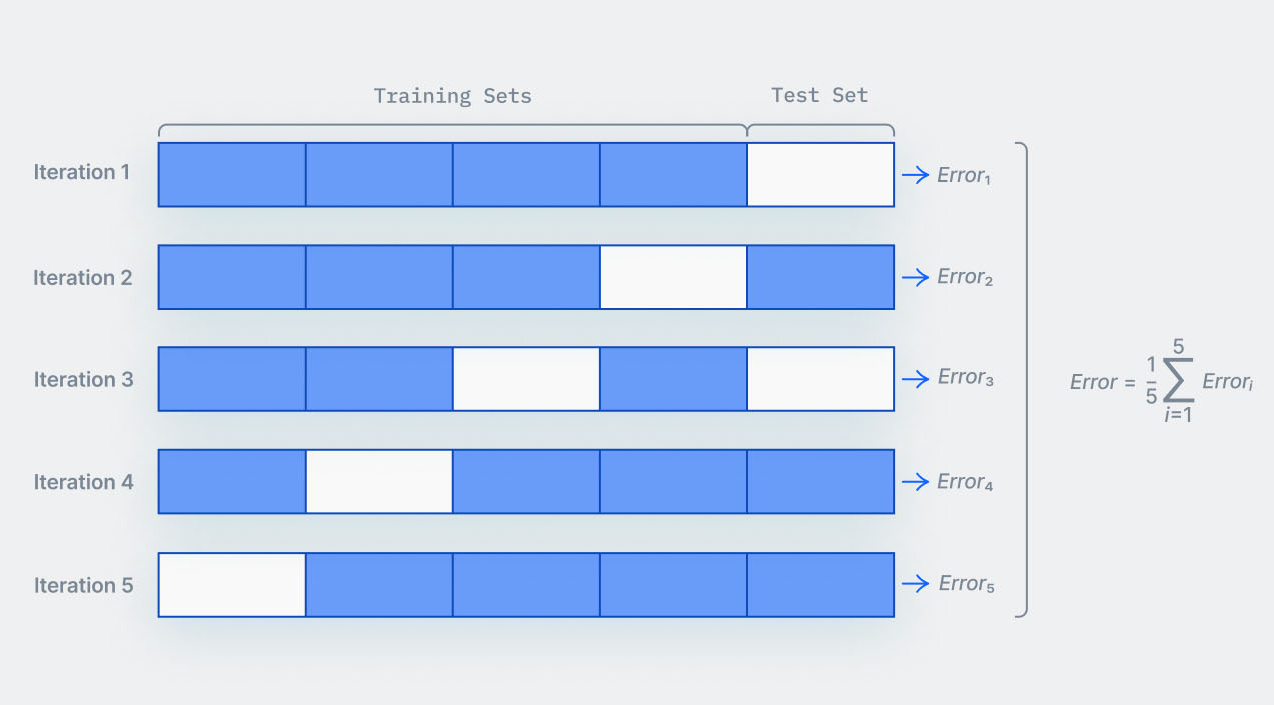 Training Sets
Test Set
Iteration 1
Error₁
Iteration 2
Error₂
Iteration 3
Error₃
Error = 1/5 5∑i=1 Errorᵢ
Iteration 4
Error₄
Iteration 5
Error₅